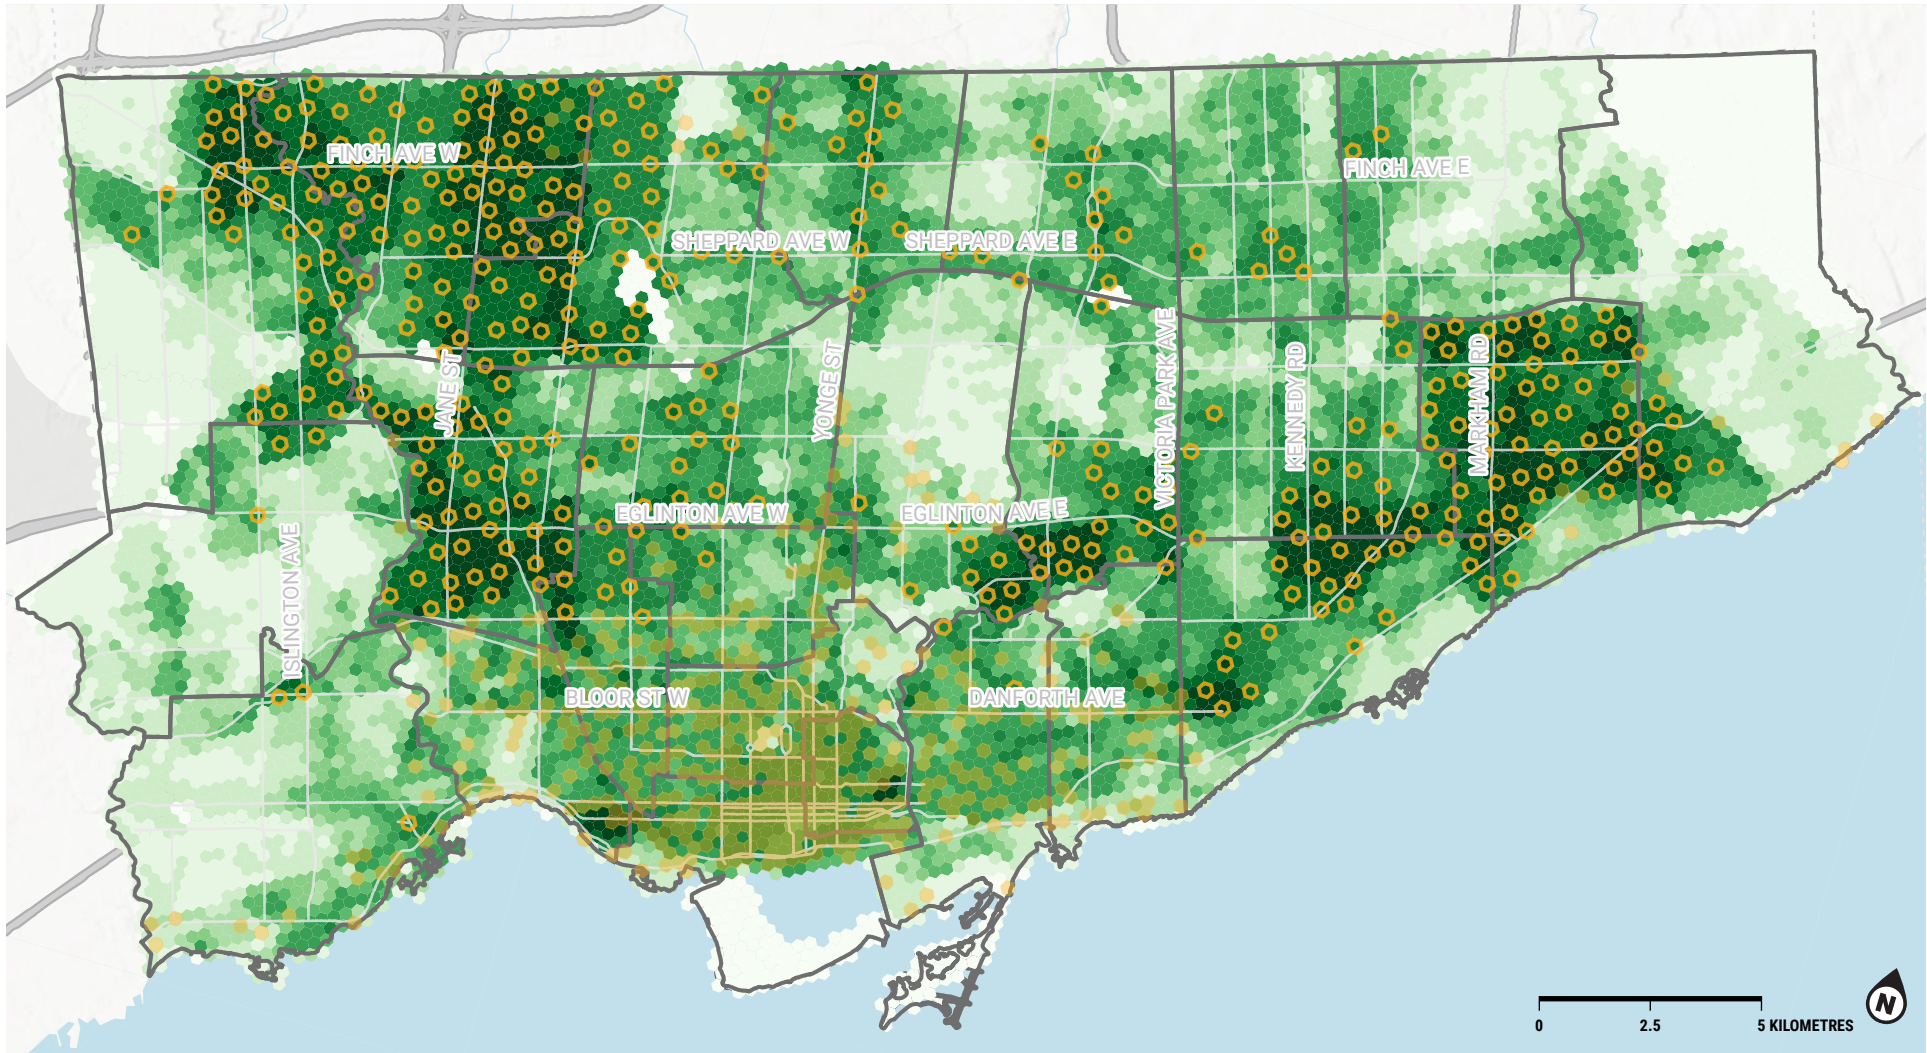 FINCH AVE W
FINCH AVE E
SHEPPARD AVE W
SHEPPARD AVE E
JANE ST
YONGE ST
VICTORIA PARK AVE
KENNEDY RD
MARKHAM RD
EGLINTON AVE W
EGLINTON AVE E
ISLINGTON AVE
BLOOR ST W
DANFORTH AVE
N
0 2.5 5 KILOMETRES